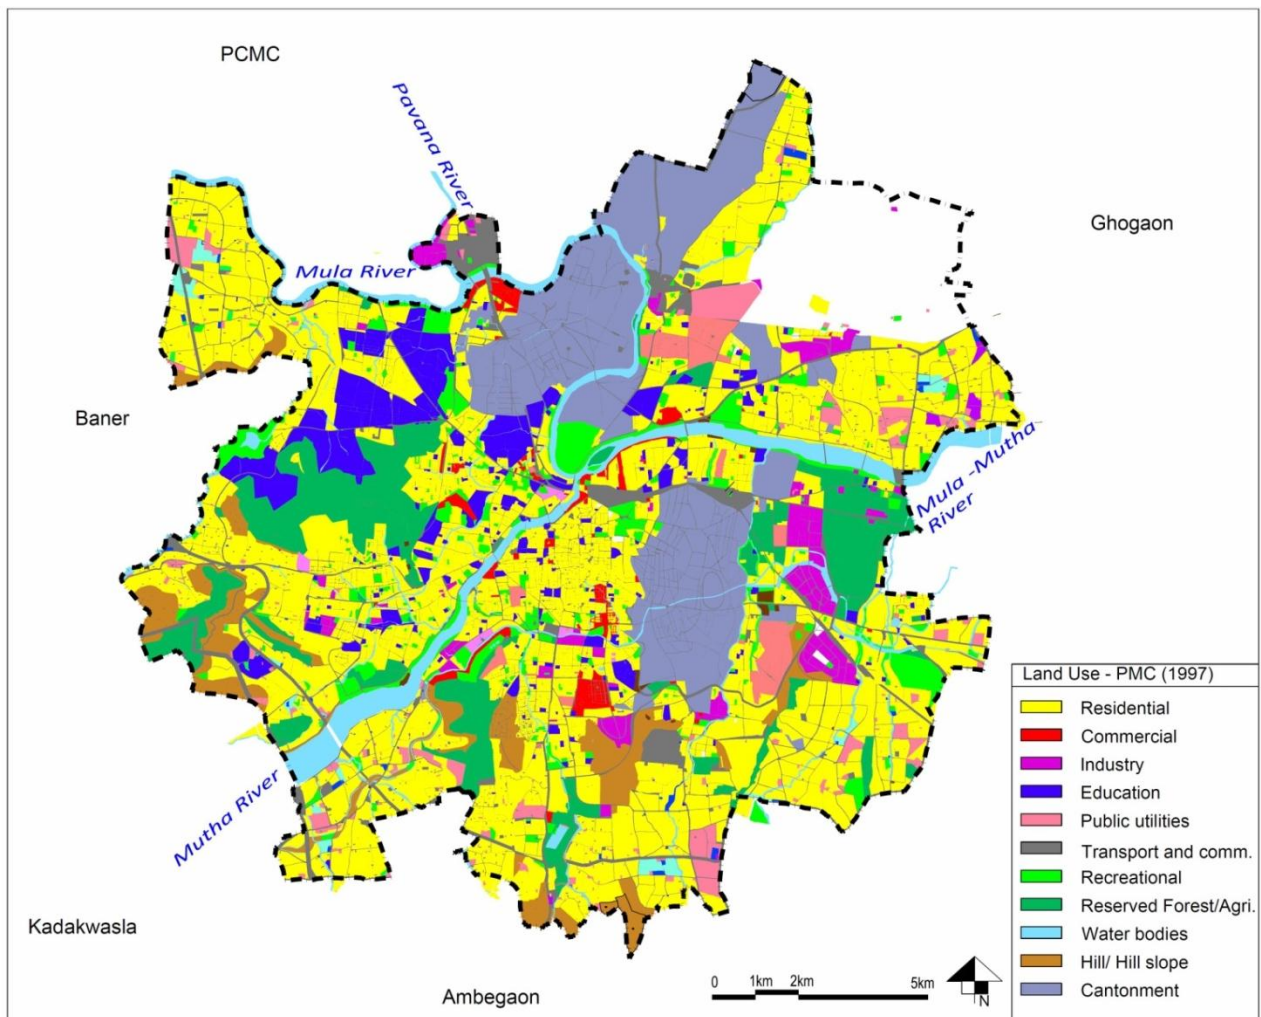 PCMC
Pavana River
Ghogaon
Mula River
Baner
Mula -Mutha
River
Mutha River
Kadakwasla
Ambegaon
0 1km 2km 5km
N
Land Use - PMC (1997)
Residential
Commercial
Industry
Education
Public utilities
Transport and comm.
Recreational
Reserved Forest/Agri.
Water bodies
Hill/ Hill slope
Cantonment